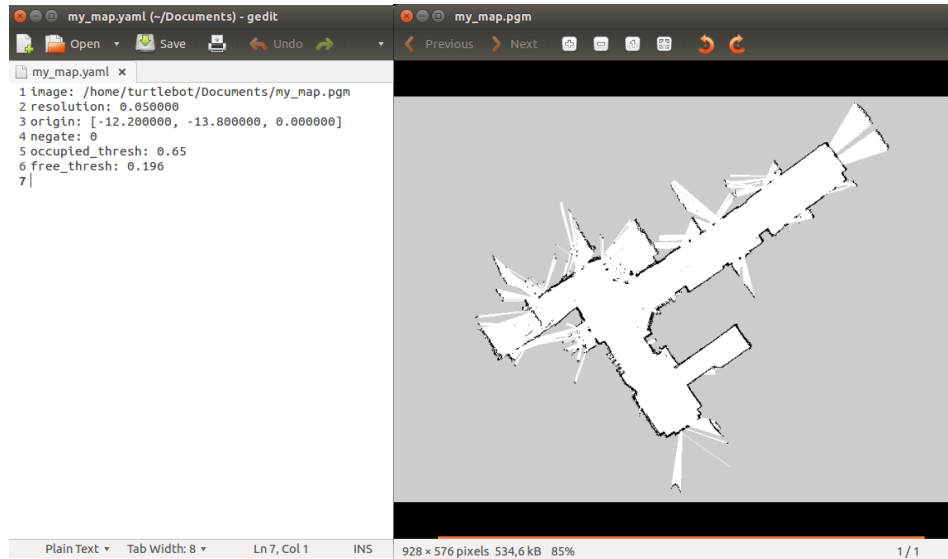 my_map.yaml (~/Documents) - gedit
Open Save Undo
my_map.yaml ×
1 image: /home/turtlebot/Documents/my_map.pgm
2 resolution: 0.050000
3 origin: [-12.200000, -13.800000, 0.000000]
4 negate: 0
5 occupied_thresh: 0.65
6 free_thresh: 0.196
7
Plain Text Tab Width: 8 Ln 7, Col 1 INS
my_map.pgm
Previous Next
928 × 576 pixels 534,6 kB 85% 1 / 1